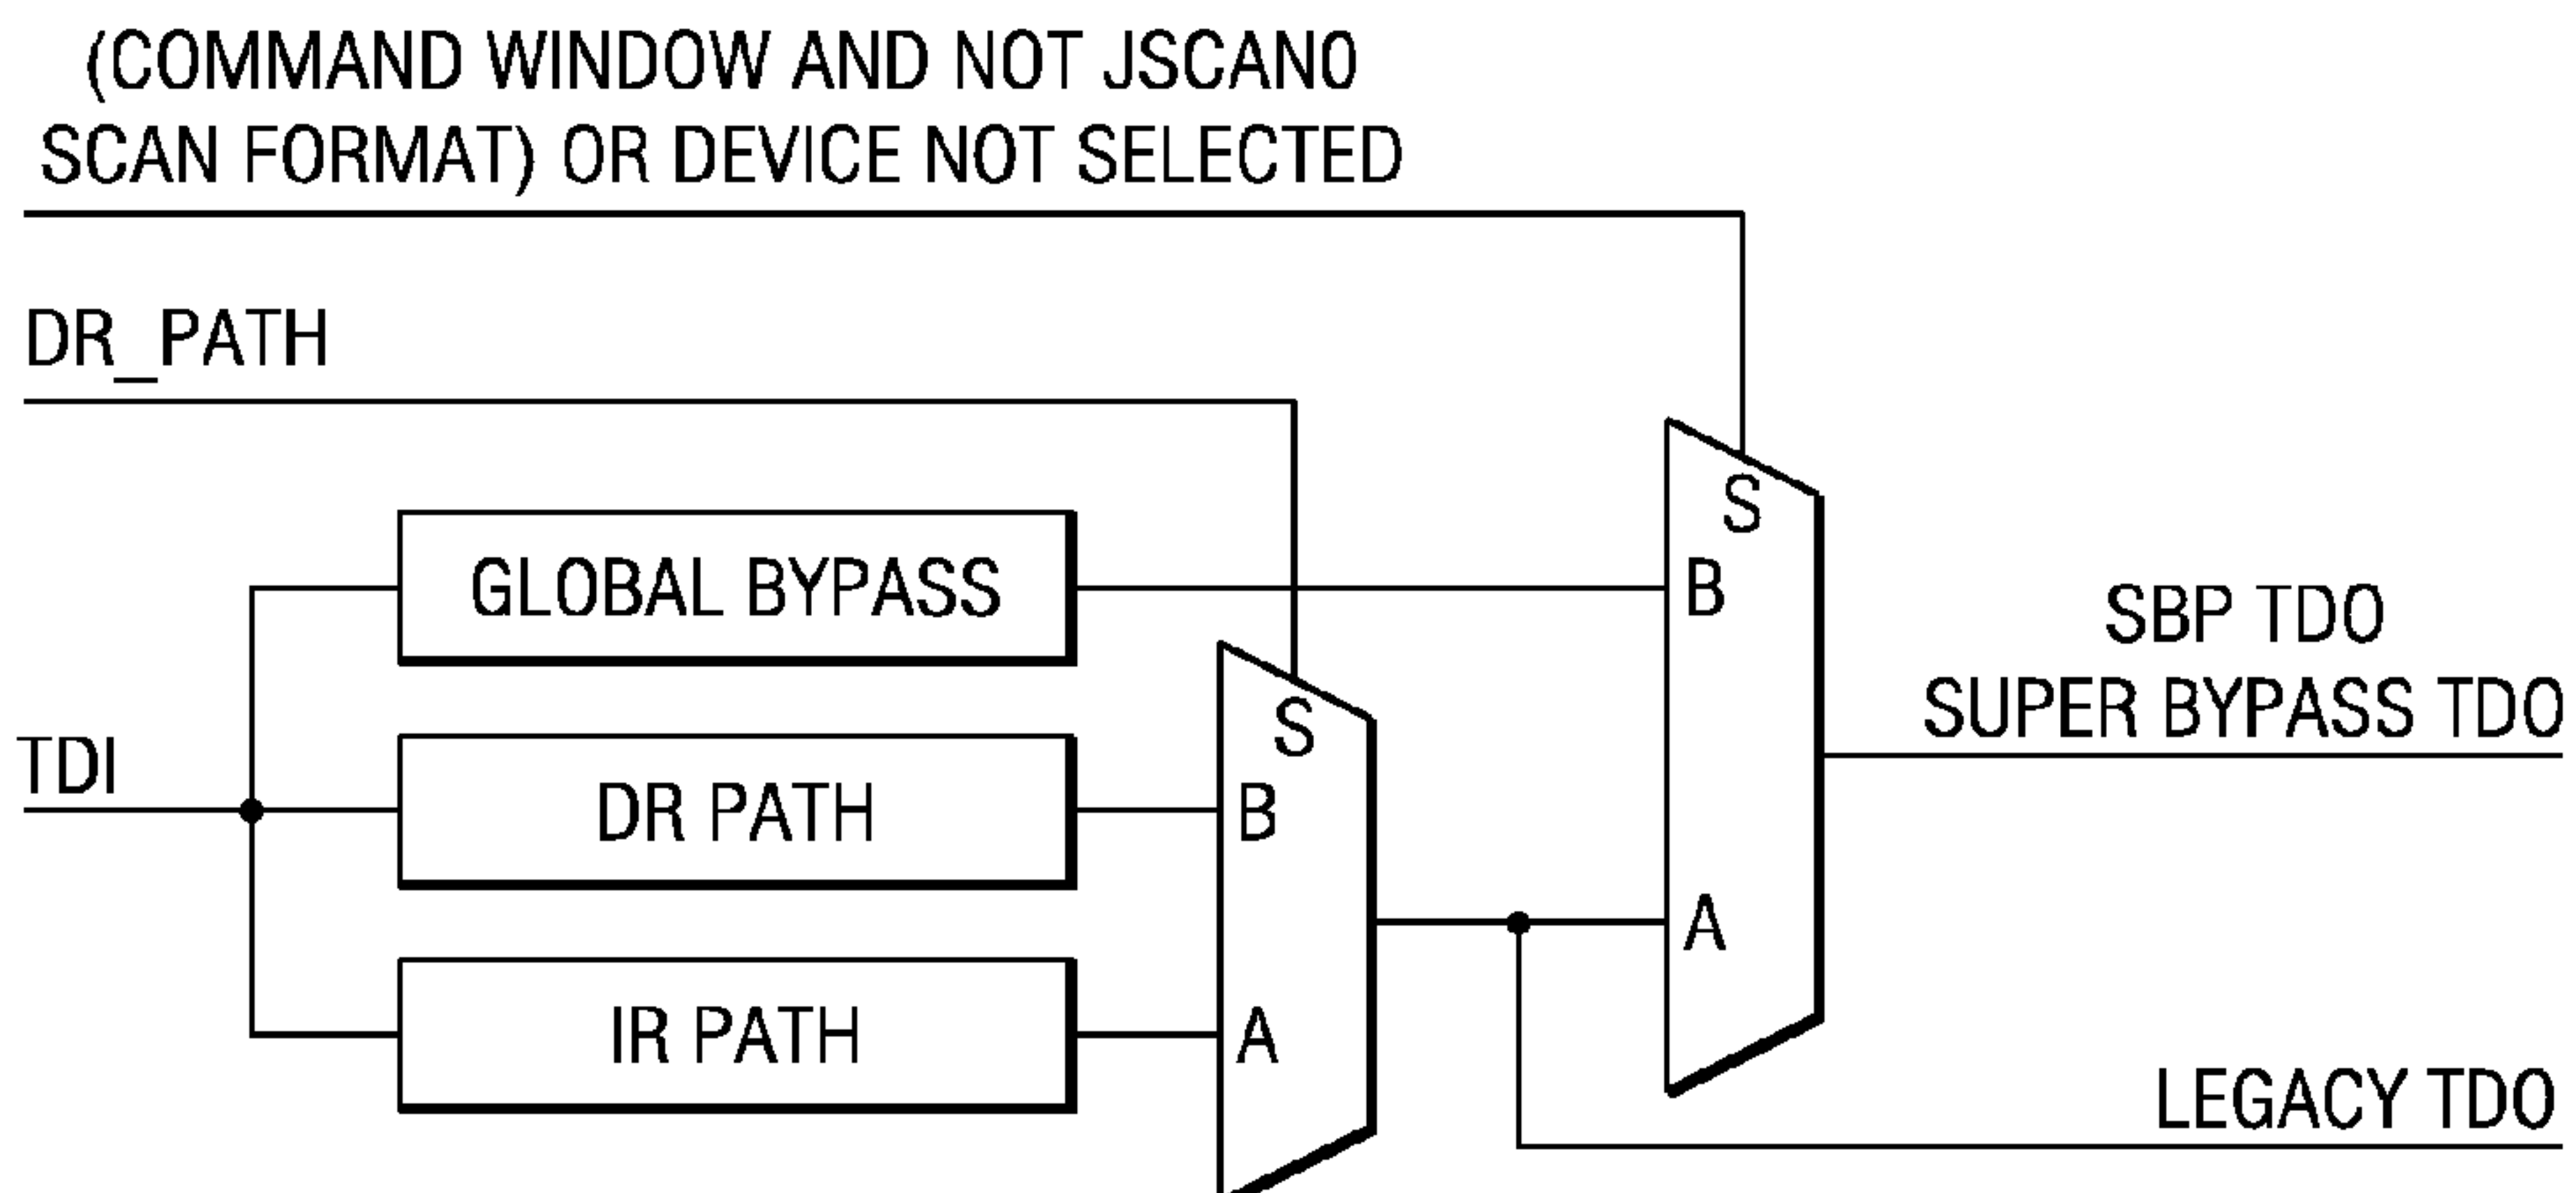 (COMMAND WINDOW AND NOT JSCAN0
SCAN FORMAT) OR DEVICE NOT SELECTED
DR_PATH
S
GLOBAL BYPASS
B
SBP TDO
SUPER BYPASS TDO
S
TDI
DR PATH
B
A
IR PATH
A
LEGACY TDO